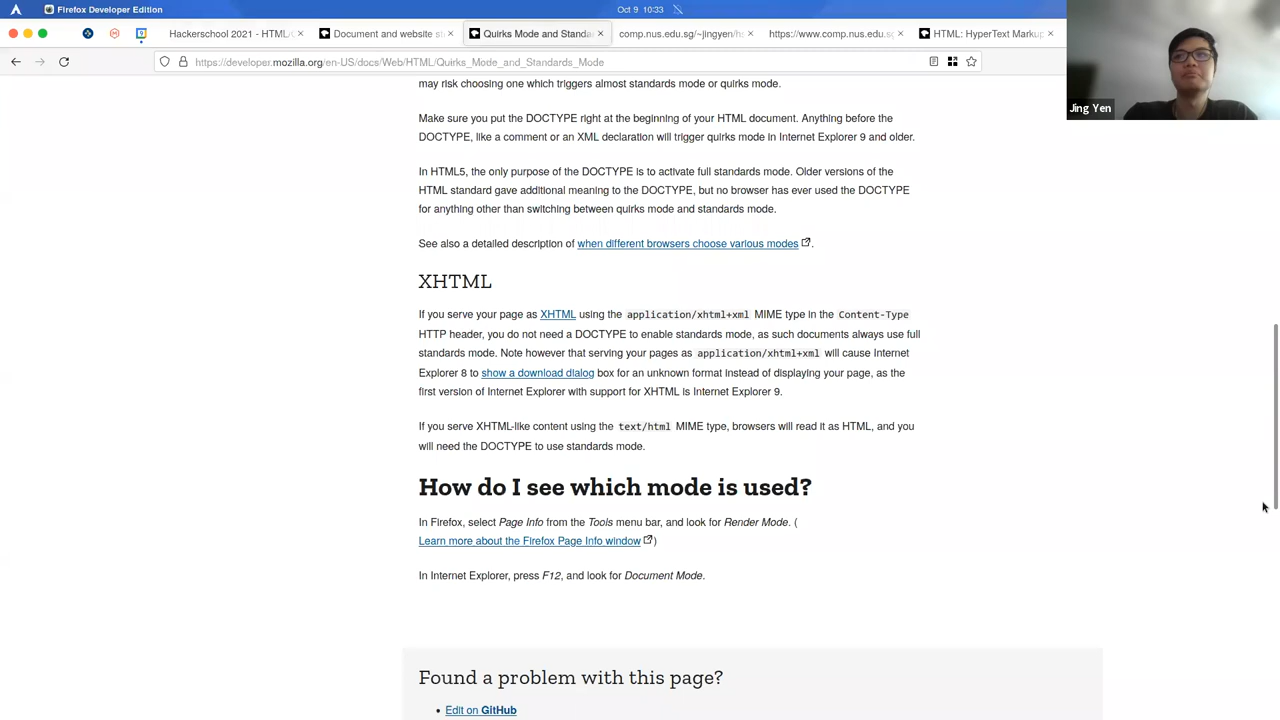 Firefox Developer Edition
Oct 9 10:33
Hackerschool 2021 - HTML/
Document and website st
Quirks Mode and Standa
comp.nus.edu.sg/~jingyen/h
https://www.comp.nus.edu.sg
HTML: HyperText Markup
https://developer.mozilla.org/en-US/docs/Web/HTML/Quirks_Mode_and_Standards_Mode
Jing Yen
may risk choosing one which triggers almost standards mode or quirks mode.
Make sure you put the DOCTYPE right at the beginning of your HTML document. Anything before the
DOCTYPE, like a comment or an XML declaration will trigger quirks mode in Internet Explorer 9 and older.
In HTML5, the only purpose of the DOCTYPE is to activate full standards mode. Older versions of the
HTML standard gave additional meaning to the DOCTYPE, but no browser has ever used the DOCTYPE
for anything other than switching between quirks mode and standards mode.
See also a detailed description of when different browsers choose various modes.
XHTML
If you serve your page as XHTML using the application/xhtml+xml MIME type in the Content-Type
HTTP header, you do not need a DOCTYPE to enable standards mode, as such documents always use full
standards mode. Note however that serving your pages as application/xhtml+xml will cause Internet
Explorer 8 to show a download dialog box for an unknown format instead of displaying your page, as the
first version of Internet Explorer with support for XHTML is Internet Explorer 9.
If you serve XHTML-like content using the text/html MIME type, browsers will read it as HTML, and you
will need the DOCTYPE to use standards mode.
How do I see which mode is used?
In Firefox, select Page Info from the Tools menu bar, and look for Render Mode. (
Learn more about the Firefox Page Info window)
In Internet Explorer, press F12, and look for Document Mode.
Found a problem with this page?
• Edit on GitHub